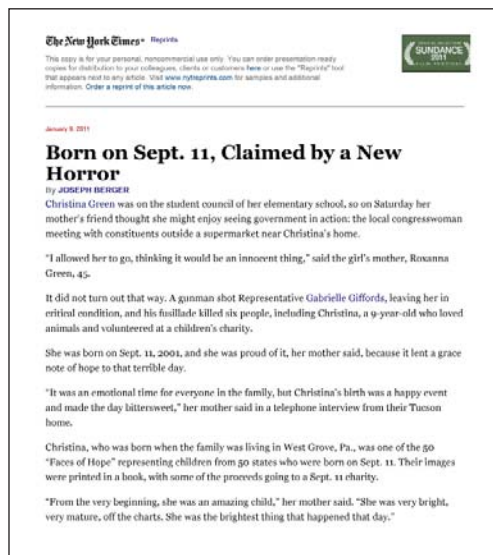 The New York Times Reprints
This copy is for your personal, noncommercial use only. You can order presentation-ready
copies for distribution to your colleagues, clients or customers here or use the "Reprints" tool
that appears next to any article. Visit www.nytreprints.com for samples and additional
information. Order a reprint of this article now.
SUNDANCE
2011
January 9, 2011
Born on Sept. 11, Claimed by a New
Horror
By JOSEPH BERGER
Christina Green was on the student council of her elementary school, so on Saturday her
mother's friend thought she might enjoy seeing government in action: the local congresswoman
meeting with constituents outside a supermarket near Christina's home.
"I allowed her to go, thinking it would be an innocent thing," said the girl's mother, Roxanna
Green, 45.
It did not turn out that way. A gunman shot Representative Gabrielle Giffords, leaving her in
critical condition, and his fusillade killed six people, including Christina, a 9-year-old who loved
animals and volunteered at a children's charity.
She was born on Sept. 11, 2001, and she was proud of it, her mother said, because it lent a grace
note of hope to that terrible day.
"It was an emotional time for everyone in the family, but Christina's birth was a happy event
and made the day bittersweet," her mother said in a telephone interview from their Tucson
home.
Christina, who was born when the family was living in West Grove, Pa., was one of the 50
"Faces of Hope" representing children from 50 states who were born on Sept. 11. Their images
were printed in a book, with some of the proceeds going to a Sept. 11 charity.
"From the very beginning, she was an amazing child," her mother said. "She was very bright,
very mature, off the charts. She was the brightest thing that happened that day."